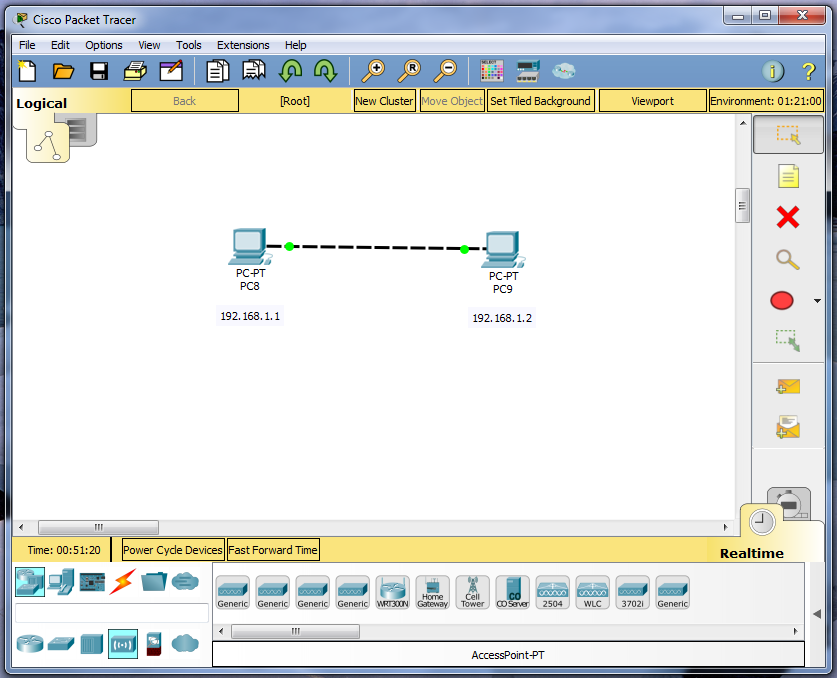 Cisco Packet Tracer
File Edit Options View Tools Extensions Help
Logical Back [Root] New Cluster Move Object Set Tiled Background Viewport Environment: 01:21:00
PC-PT
PC8
192.168.1.1
PC-PT
PC9
192.168.1.2
Time: 00:51:20 Power Cycle Devices Fast Forward Time Realtime
Generic Generic Generic Generic WRT300N Home Gateway Cell Tower CO Server 2504 WLC 3702i Generic
AccessPoint-PT